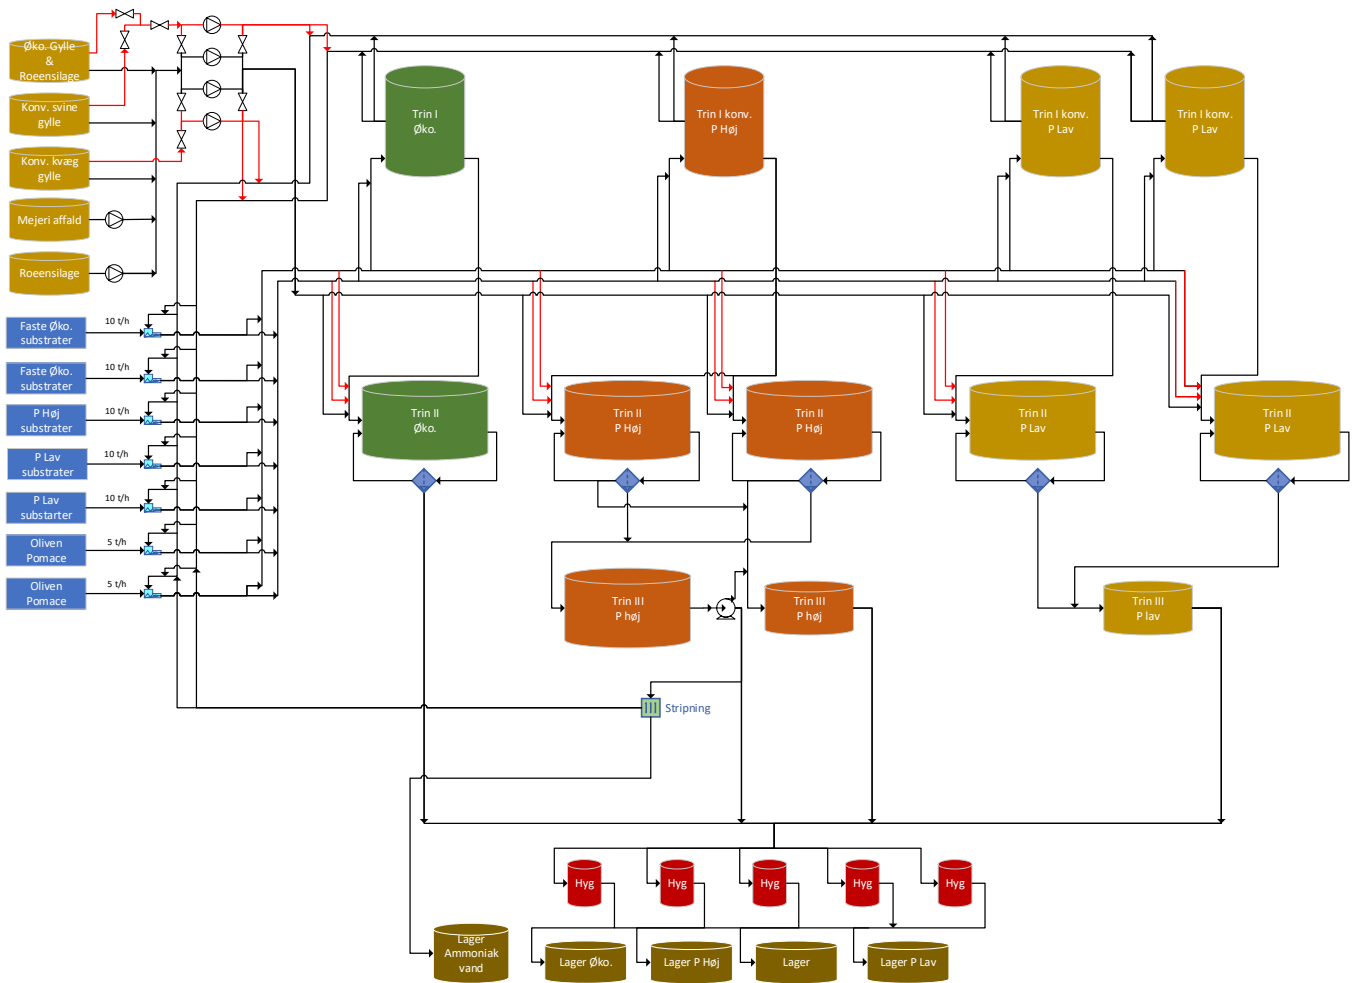 Øko. Gylle
&
Roeensilage
Konv. svine
gylle
Konv. kvæg
gylle
Mejeri affald
Roeensilage
Trin I
Øko.
Trin I konv.
P Høj
Trin I konv.
P Lav
Trin I konv.
P Lav
Faste Øko.
substrater
10 t/h
Faste Øko.
substrater
10 t/h
P Høj
substrater
10 t/h
P Lav
substrater
10 t/h
P Lav
substarter
10 t/h
Oliven
Pomace
5 t/h
Oliven
Pomace
5 t/h
Trin II
Øko.
Trin II
P Høj
Trin II
P Høj
Trin II
P Lav
Trin II
P Lav
Trin III
P høj
Trin III
P høj
Trin III
P lav
Stripning
Hyg
Hyg
Hyg
Hyg
Hyg
Lager
Ammoniak
vand
Lager Øko.
Lager P Høj
Lager
Lager P Lav